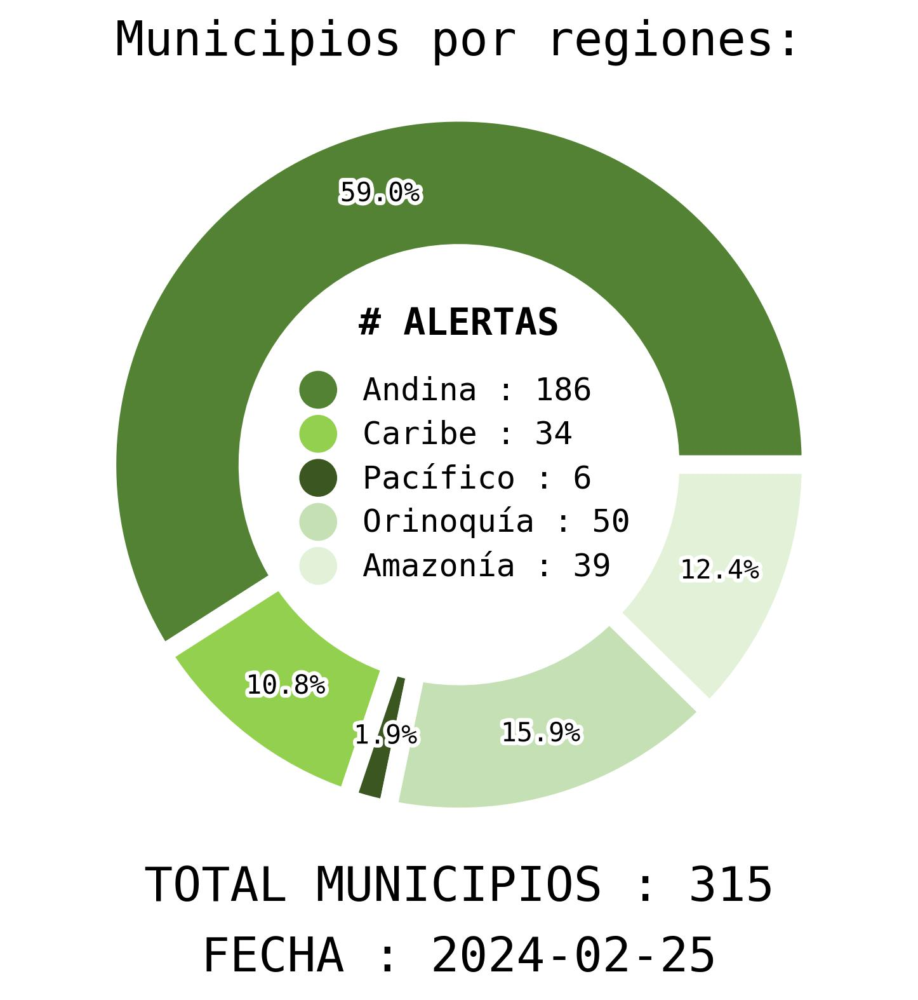 Municipios por regiones:
59.0%
# ALERTAS
Andina : 186
Caribe : 34
Pacífico : 6
Orinoquía : 50
Amazonía : 39
12.4%
10.8%
1.9%
15.9%
TOTAL MUNICIPIOS : 315
FECHA : 2024-02-25